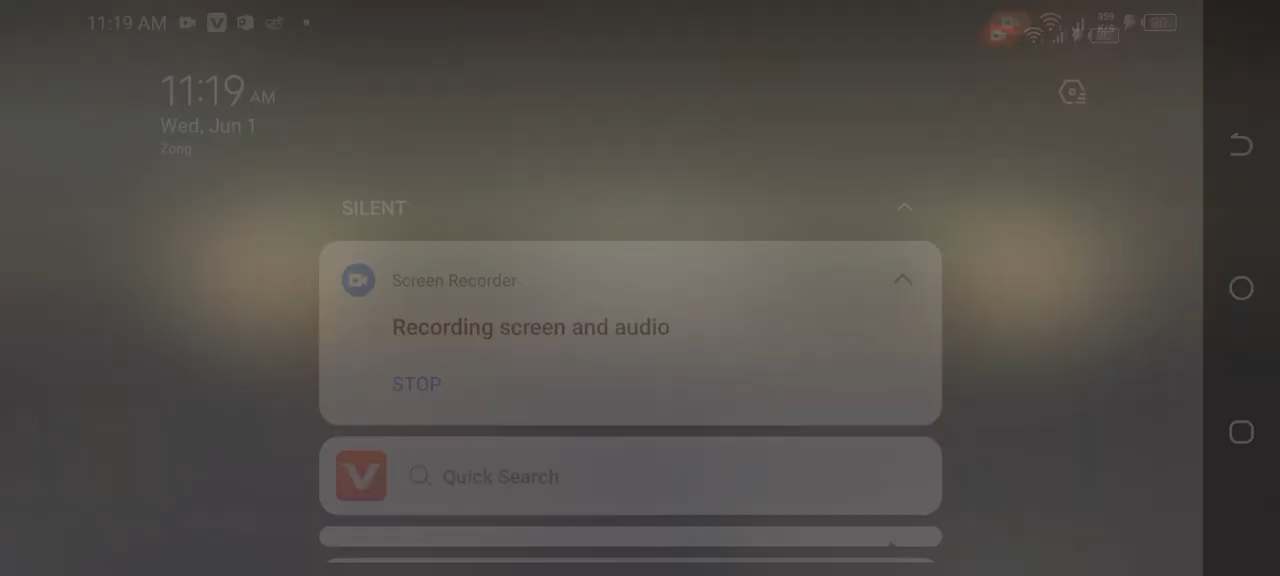 11:19 AM
359
K/S
11:19 AM
Wed, Jun 1
Zong
SILENT
Screen Recorder
Recording screen and audio
STOP
V
Quick Search